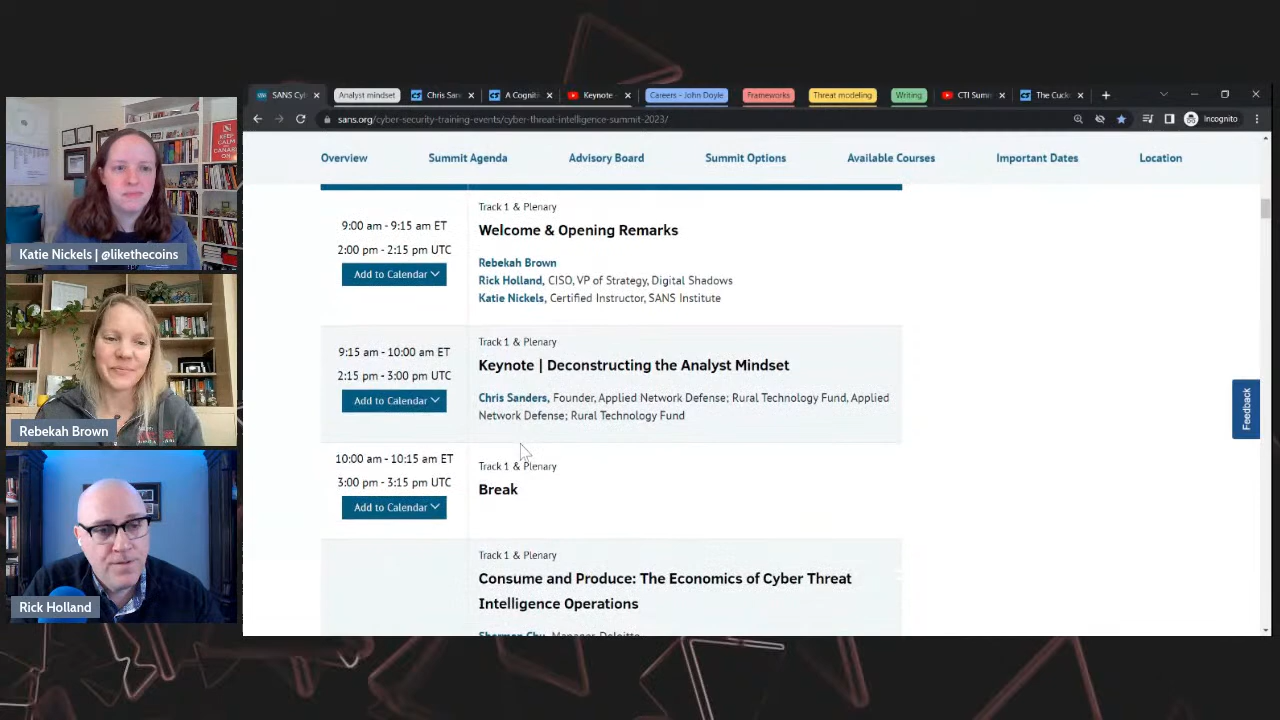 SANS Cy
Analyst mindset
Chris San
A Cogniti
Keynote
Careers - John Doyle
Frameworks
Threat modeling
Writing
CTI Sum
The Cuck
sans.org/cyber-security-training-events/cyber-threat-intelligence-summit-2023/
Incognito
Overview
Summit Agenda
Advisory Board
Summit Options
Available Courses
Important Dates
Location
9:00 am - 9:15 am ET
2:00 pm - 2:15 pm UTC
Add to Calendar
Track 1 & Plenary
Welcome & Opening Remarks
Rebekah Brown
Rick Holland, CISO, VP of Strategy, Digital Shadows
Katie Nickels, Certified Instructor, SANS Institute
9:15 am - 10:00 am ET
2:15 pm - 3:00 pm UTC
Add to Calendar
Track 1 & Plenary
Keynote | Deconstructing the Analyst Mindset
Chris Sanders, Founder, Applied Network Defense; Rural Technology Fund, Applied
Network Defense; Rural Technology Fund
10:00 am - 10:15 am ET
3:00 pm - 3:15 pm UTC
Add to Calendar
Track 1 & Plenary
Break
Track 1 & Plenary
Consume and Produce: The Economics of Cyber Threat
Intelligence Operations
Feedback
KEEP
CALM
Katie Nickels | @likethecoins
Rebekah Brown
Rick Holland